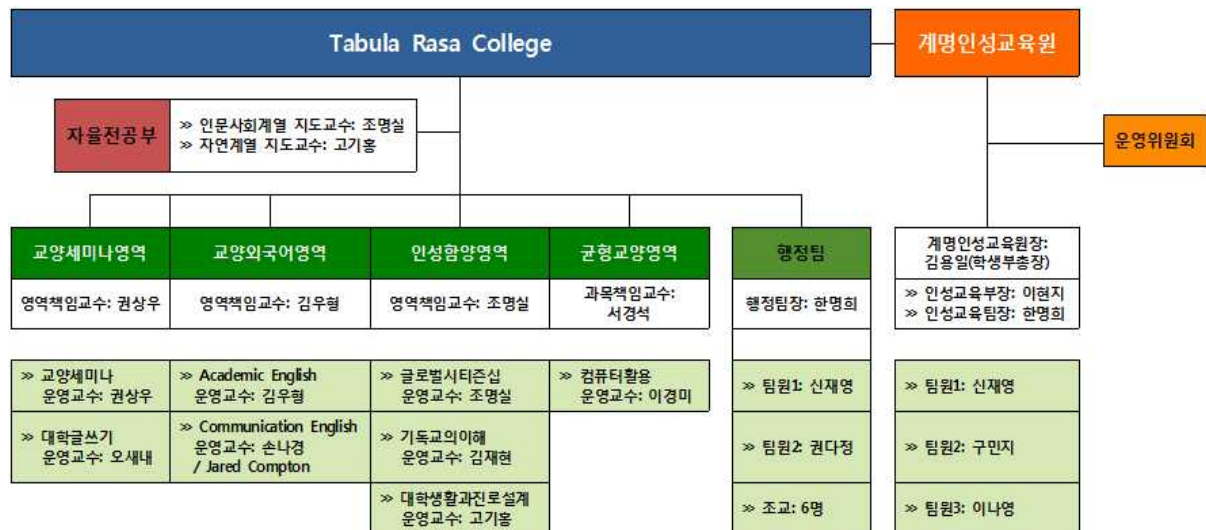 Tabula Rasa College
계명인성교육원
자율전공부
» 인문사회계열 지도교수: 조명실
» 자연계열 지도교수: 고기홍
운영위원회
교양세미나영역
영역책임교수: 권상우
교양외국어영역
영역책임교수: 김우형
인성함양영역
영역책임교수: 조명실
균형교양영역
과목책임교수:
서경석
행정팀
행정팀장: 한명희
계명인성교육원장:
김용일(학생부총장)
» 인성교육부장: 이현지
» 인성교육팀장: 한명희
» 교양세미나
운영교수: 권상우
» 대학글쓰기
운영교수: 오새내
» Academic English
운영교수: 김우형
» Communication English
운영교수: 손나경
/ Jared Compton
» 글로벌시티즌십
운영교수: 조명실
» 기독교의이해
운영교수: 김재현
» 대학생활과진로설계
운영교수: 고기홍
» 컴퓨터활용
운영교수: 이경미
» 팀원1: 신재영
» 팀원2: 권다정
» 조교: 6명
» 팀원1: 신재영
» 팀원2: 구민지
» 팀원3: 이나영